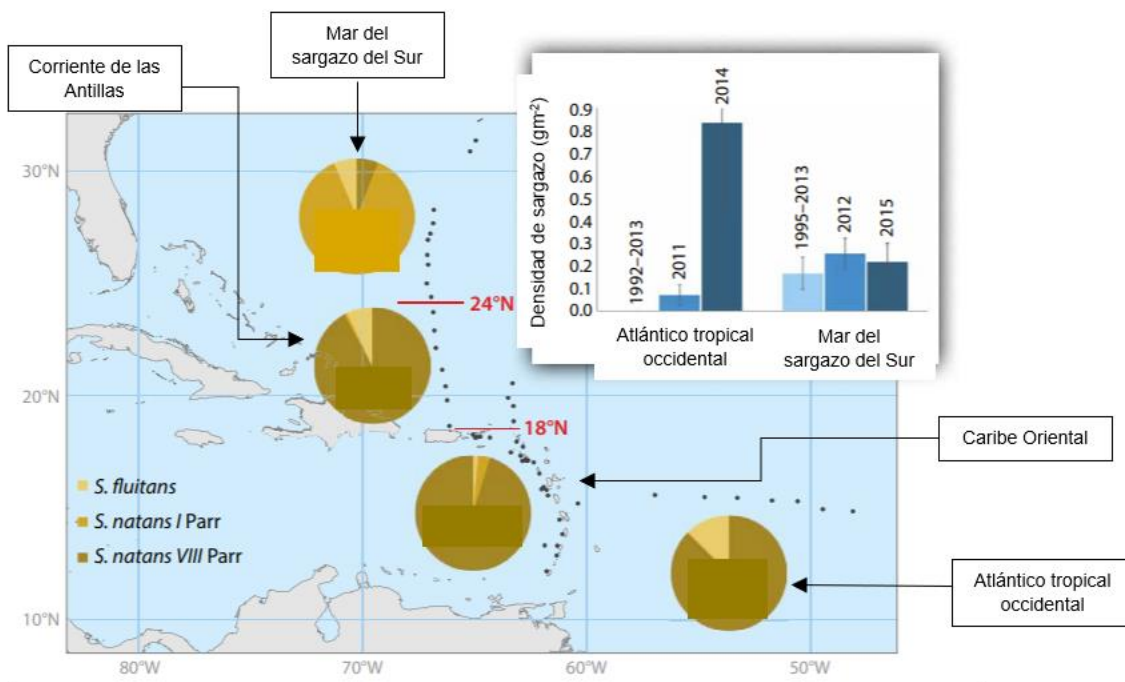 Mar del
sargazo del Sur
Corriente de las
Antillas
Densidad de sargazo (gm-2)
0.9
0.8
0.7
0.6
0.5
0.4
0.3
0.2
0.1
0.0
1992–2013
2011
2014
1995–2013
2012
2015
Atlántico tropical
occidental
Mar del
sargazo del Sur
30°N
24°N
20°N
18°N
Caribe Oriental
S. fluitans
S. natans I Parr
S. natans VIII Parr
Atlántico tropical
occidental
10°N
80°W
70°W
60°W
50°W